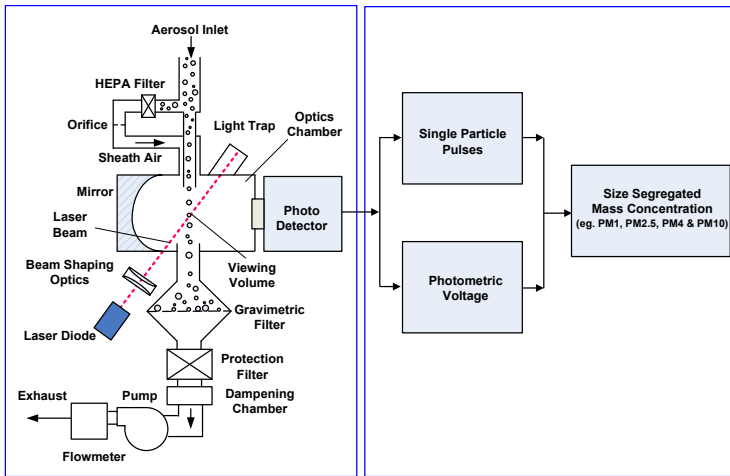 Aerosol Inlet
HEPA Filter
Light Trap
Optics
Chamber
Orifice
Sheath Air
Mirror
Laser
Beam
Photo
Detector
Beam Shaping
Optics
Viewing
Volume
Gravimetric
Filter
Laser Diode
Protection
Filter
Exhaust
Pump
Dampening
Chamber
Flowmeter
Single Particle
Pulses
Size Segregated
Mass Concentration
(eg. PM1, PM2.5, PM4 & PM10)
Photometric
Voltage